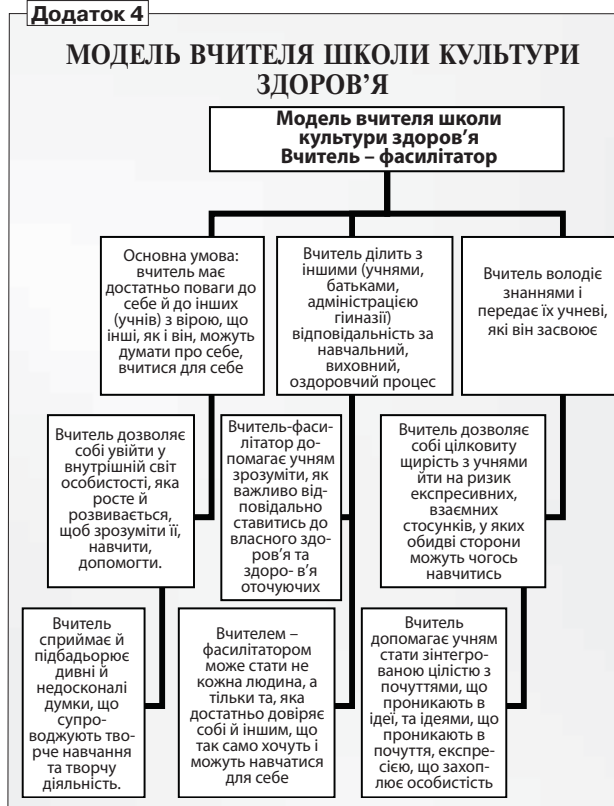 Додаток 4
МОДЕЛЬ ВЧИТЕЛЯ ШКОЛИ КУЛЬТУРИ
ЗДОРОВ’Я
Модель вчителя школи
культури здоров’я
Вчитель – фасилітатор
Основна умова:
вчитель має
достатньо поваги до
себе й до інших
(учнів) з вірою, що
інші, як і він, можуть
думати про себе,
вчитися для себе
Вчитель ділить з
іншими (учнями,
батьками,
адміністрацією
гіиназії)
відповідальність за
навчальний,
виховний,
оздоровчий процес
Вчитель володіє
знаннями і
передає їх учневі,
які він засвоює
Вчитель дозволяє
собі увійти у
внутрішній світ
особистості, яка
росте й
розвивається,
щоб зрозуміти її,
навчити,
допомогти.
Вчитель-фаси-
літатор до-
помагає учням
зрозуміти, як
важливо від-
повідально
ставитись до
власного здо-
ров’я та
здоро- в’я
оточуючих
Вчитель дозволяє
собі цілковиту
щирість з учнями
йти на ризик
експресивних,
взаємних
стосунків, у яких
обидві сторони
можуть чогось
навчитись
Вчитель
сприймає й
підбадьорює
дивні й
недосконалі
думки, що
супро-
воджують тво-
рче навчання
та творчу
діяльність.
Вчителем –
фасилітатором
може стати не
кожна людина, а
тільки та, яка
достатньо довіряє
собі й іншим, що
так само хочуть і
можуть навчатися
для себе
Вчитель
допомагає учням
стати зінтегро-
ваною цілістю з
почуттями, що
проникають в
ідеї, та ідеями, що
проникають в
почуття, експре-
сією, що захоп-
лює особистість